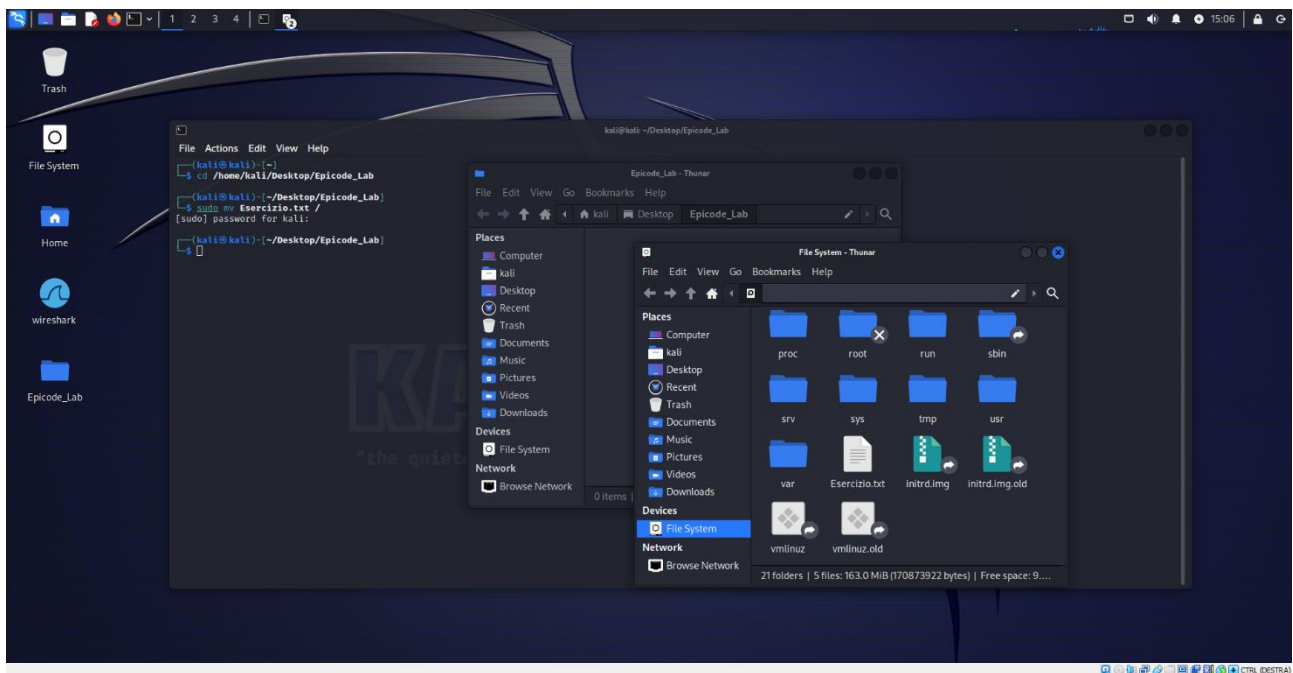 1 2 3 4
2
15:06
Trash
File System
Home
wireshark
Epicode_Lab
kali@kali: ~/Desktop/Epicode_Lab
File Actions Edit View Help
(kali㉿kali)-[~]
$ cd /home/kali/Desktop/Epicode_Lab
(kali㉿kali)-[~/Desktop/Epicode_Lab]
$ sudo mv Esercizio.txt /
[sudo] password for kali:
(kali㉿kali)-[~/Desktop/Epicode_Lab]
$
"the quiet
Epicode_Lab - Thunar
File Edit View Go Bookmarks Help
kali Desktop Epicode_Lab
Places
Computer
kali
Desktop
Recent
Trash
Documents
Music
Pictures
Videos
Downloads
Devices
File System
Network
Browse Network
0 items |
File System - Thunar
File Edit View Go Bookmarks Help
Places
Computer
kali
Desktop
Recent
Trash
Documents
Music
Pictures
Videos
Downloads
Devices
File System
Network
Browse Network
proc root run sbin
srv sys tmp usr
var Esercizio.txt initrd.img initrd.img.old
vmlinuz vmlinuz.old
21 folders | 5 files: 163.0 MiB (170873922 bytes) | Free space: 9....
CTRL (DESTRA)